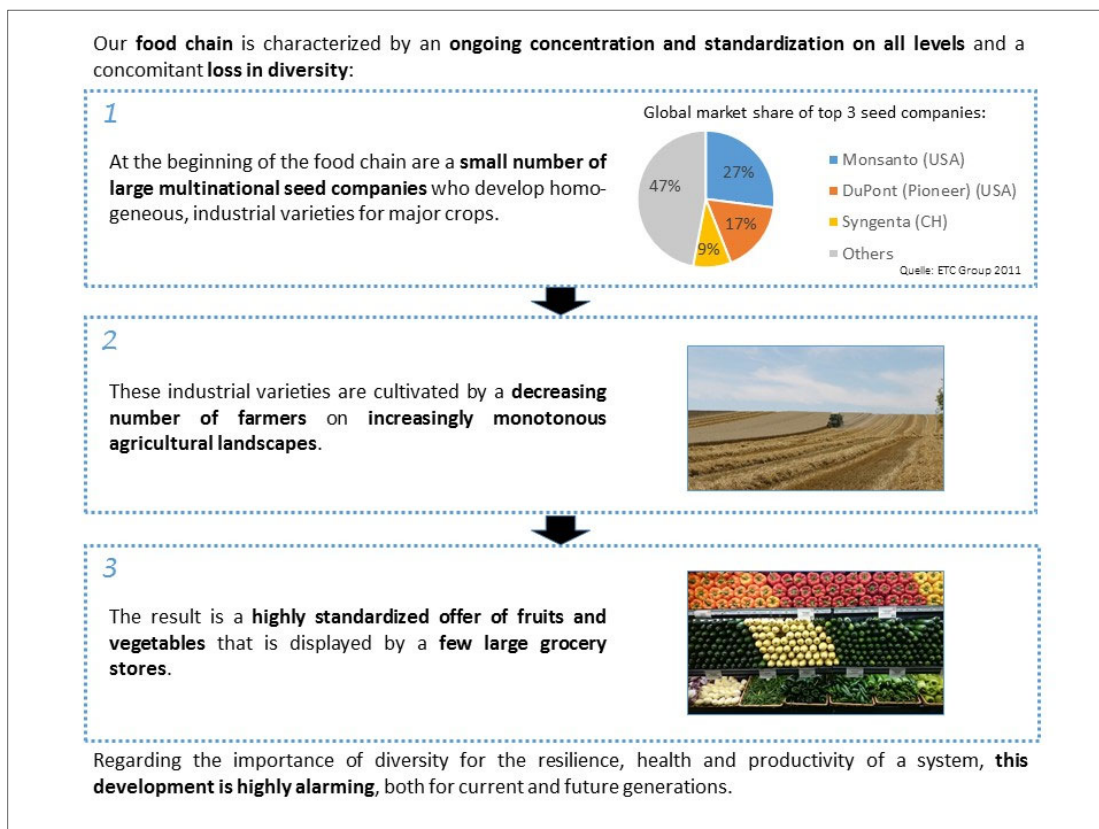 Our food chain is characterized by an ongoing concentration and standardization on all levels and a
concomitant loss in diversity:
1
Global market share of top 3 seed companies:
At the beginning of the food chain are a small number of
large multinational seed companies who develop homo-
geneous, industrial varieties for major crops.
47%
27%
17%
9%
Monsanto (USA)
DuPont (Pioneer) (USA)
Syngenta (CH)
Others
Quelle: ETC Group 2011
2
These industrial varieties are cultivated by a decreasing
number of farmers on increasingly monotonous
agricultural landscapes.
3
The result is a highly standardized offer of fruits and
vegetables that is displayed by a few large grocery
stores.
Regarding the importance of diversity for the resilience, health and productivity of a system, this
development is highly alarming, both for current and future generations.